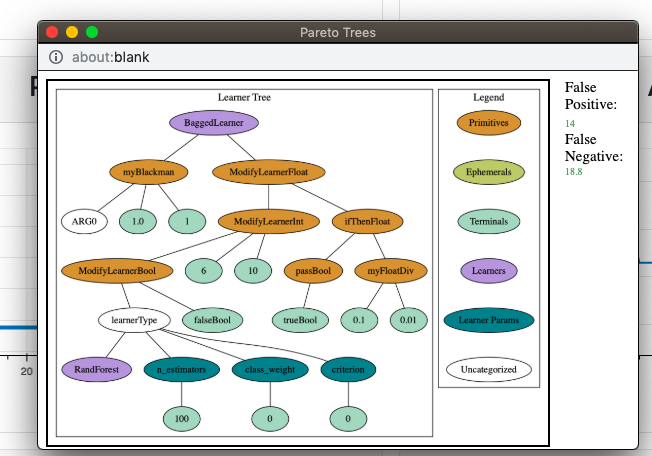 Pareto Trees
about:blank
Learner Tree
BaggedLearner
myBlackman
ModifyLearnerFloat
ARG0
1.0
1
ModifyLearnerInt
ifThenFloat
ModifyLearnerBool
6
10
passBool
myFloatDiv
learnerType
falseBool
trueBool
0.1
0.01
RandForest
n_estimators
class_weight
criterion
100
0
0
Legend
Primitives
Ephemerals
Terminals
Learners
Learner Params
Uncategorized
False
Positive:
14
False
Negative:
18.8
20